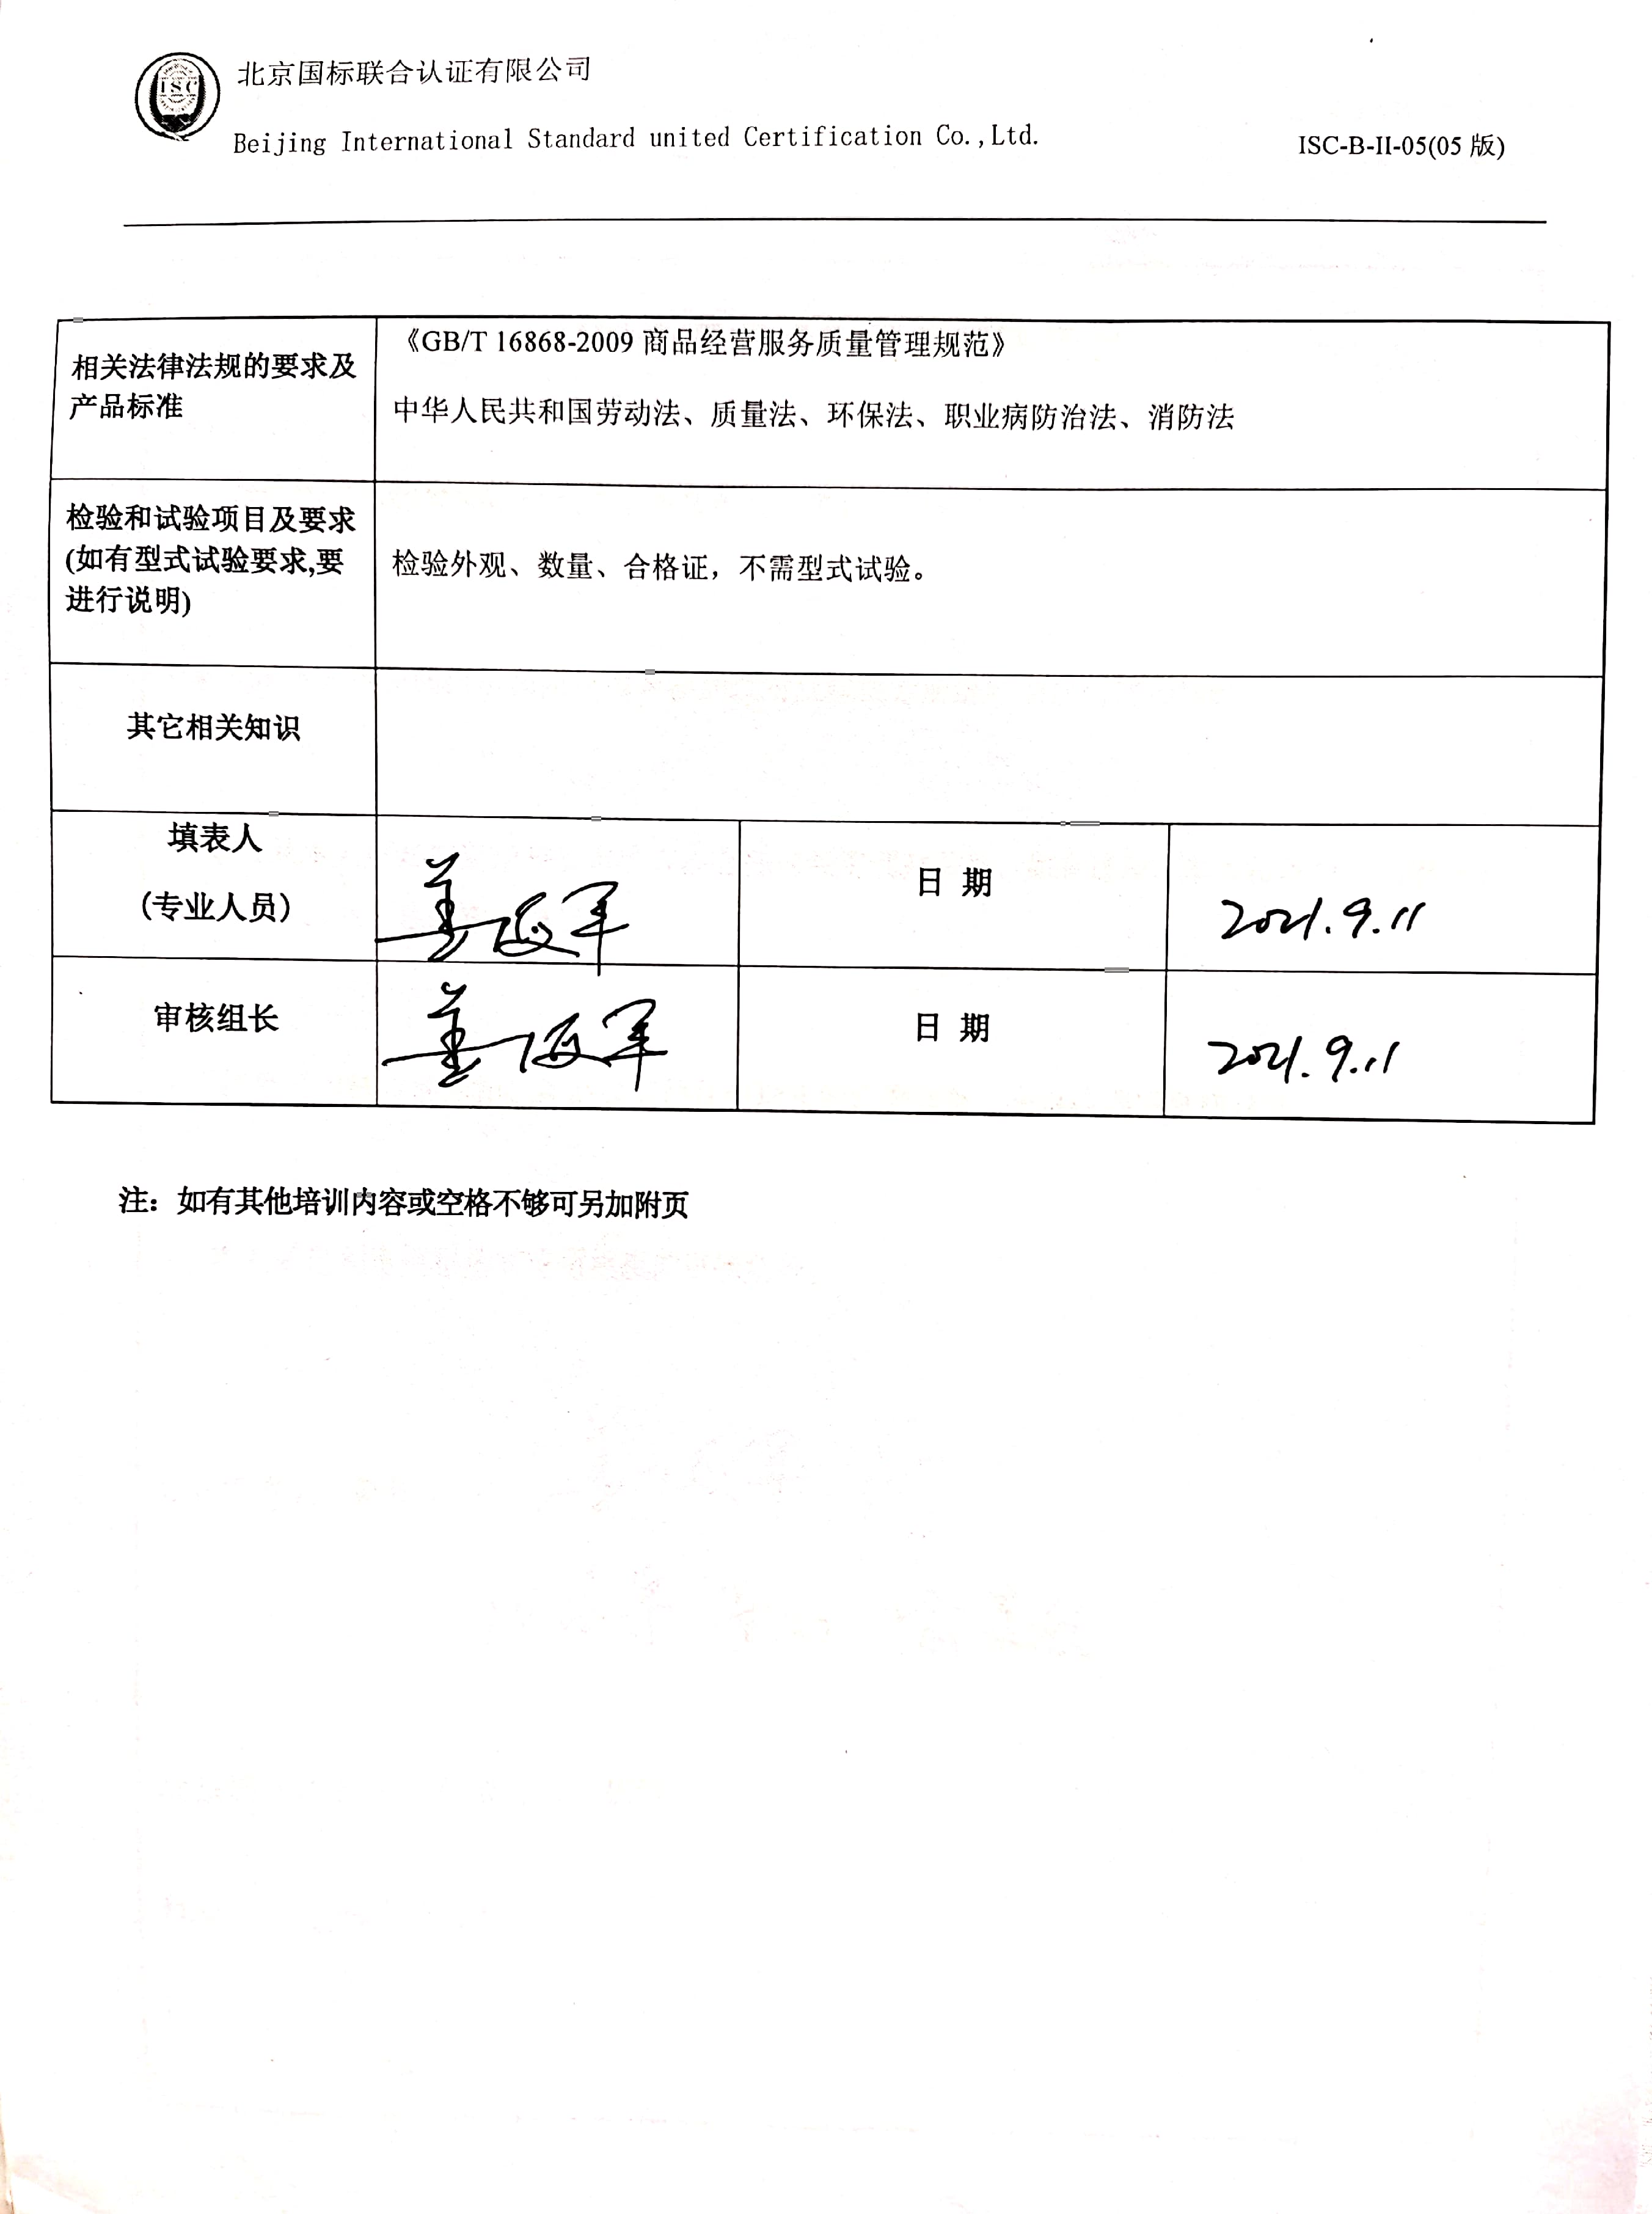 ISC
北京国标联合认证有限公司
Beijing International Standard united Certification Co.,Ltd.
ISC-B-II-05(05 版)
相关法律法规的要求及
产品标准
《GB/T 16868-2009 商品经营服务质量管理规范》
中华人民共和国劳动法、质量法、环保法、职业病防治法、消防法
检验和试验项目及要求
(如有型式试验要求,要
进行说明)
检验外观、数量、合格证，不需型式试验。
其它相关知识
填表人
（专业人员）
姜海军
日 期
2021.9.11
审核组长
姜海军
日 期
2021.9.11
注：如有其他培训内容或空格不够可另加附页